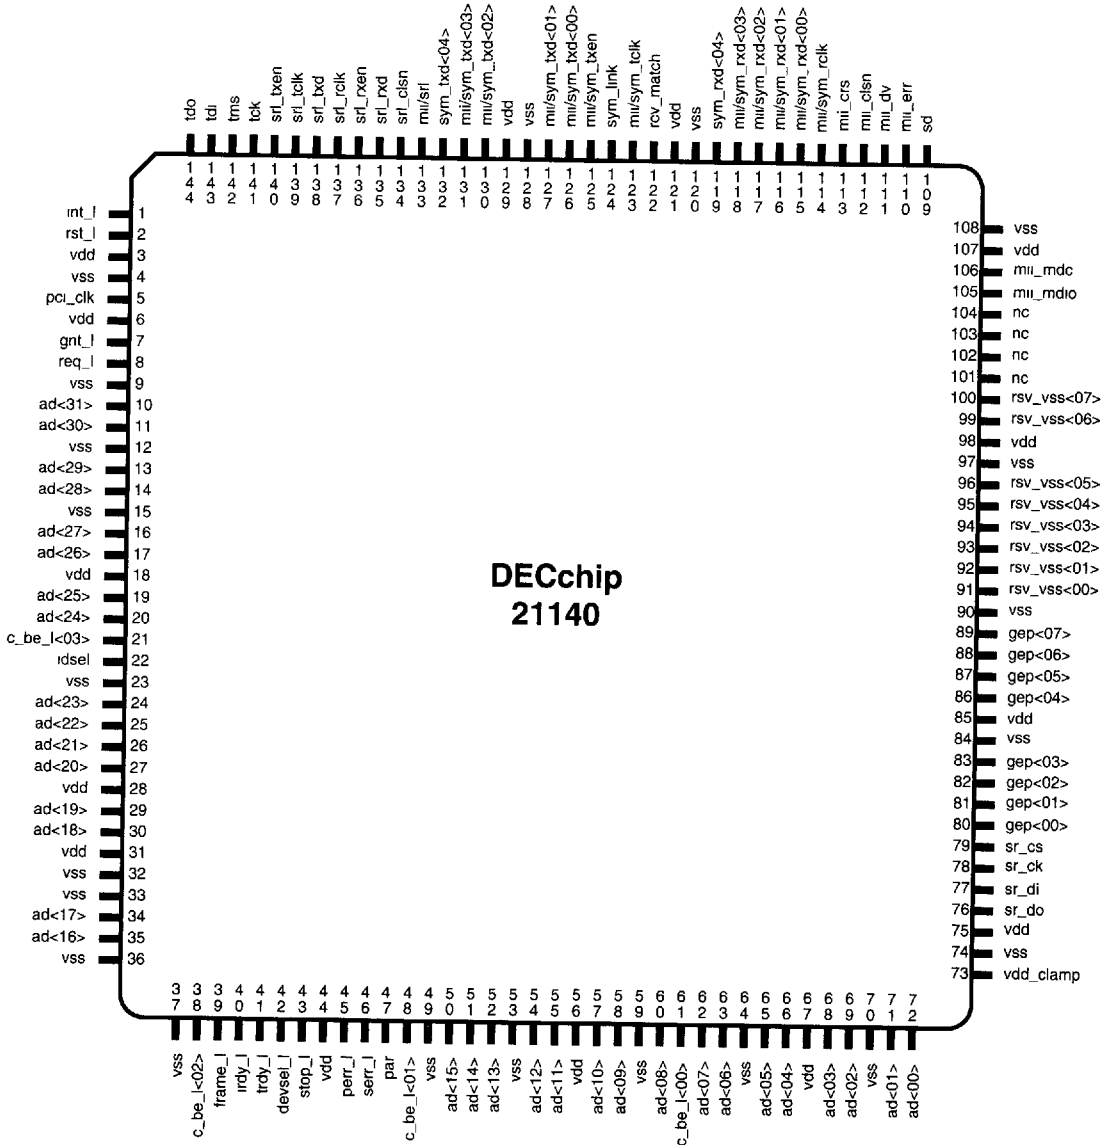 tdo
tdi
tms
tck
srl_txen
srl_tclk
srl_txd
srl_rclk
srl_rxen
srl_rxd
srl_clsn
mii/srl
sym_txd<04>
mii/sym_txd<03>
mii/sym_txd<02>
vdd
vss
mii/sym_txd<01>
mii/sym_txd<00>
mii/sym_txen
sym_link
mii/sym_tclk
rcv_match
vdd
vss
sym_rxd<04>
mii/sym_rxd<03>
mii/sym_rxd<02>
mii/sym_rxd<01>
mii/sym_rxd<00>
mii/sym_rclk
mii_crs
mii_clsn
mii_dv
mii_err
sd
144
143
142
141
140
139
138
137
136
135
134
133
132
131
130
129
128
127
126
125
124
123
122
121
120
119
118
117
116
115
114
113
112
111
110
109
int_l 1
rst_l 2
vdd 3
vss 4
pci_clk 5
vdd 6
gnt_l 7
req_l 8
vss 9
ad<31> 10
ad<30> 11
vss 12
ad<29> 13
ad<28> 14
vss 15
ad<27> 16
ad<26> 17
vdd 18
ad<25> 19
ad<24> 20
c_be_l<03> 21
idsel 22
vss 23
ad<23> 24
ad<22> 25
ad<21> 26
ad<20> 27
vdd 28
ad<19> 29
ad<18> 30
vdd 31
vss 32
vss 33
ad<17> 34
ad<16> 35
vss 36
DECchip
21140
108 vss
107 vdd
106 mii_mdc
105 mii_mdio
104 nc
103 nc
102 nc
101 nc
100 rsv_vss<07>
99 rsv_vss<06>
98 vdd
97 vss
96 rsv_vss<05>
95 rsv_vss<04>
94 rsv_vss<03>
93 rsv_vss<02>
92 rsv_vss<01>
91 rsv_vss<00>
90 vss
89 gep<07>
88 gep<06>
87 gep<05>
86 gep<04>
85 vdd
84 vss
83 gep<03>
82 gep<02>
81 gep<01>
80 gep<00>
79 sr_cs
78 sr_ck
77 sr_di
76 sr_do
75 vdd
74 vss
73 vdd_clamp
37
38
39
40
41
42
43
44
45
46
47
48
49
50
51
52
53
54
55
56
57
58
59
60
61
62
63
64
65
66
67
68
69
70
71
72
vss
c_be_l<02>
frame_l
irdy_l
trdy_l
devsel_l
stop_l
vdd
perr_l
serr_l
par
c_be_l<01>
vss
ad<15>
ad<14>
ad<13>
vss
ad<12>
ad<11>
vdd
ad<10>
ad<09>
vss
ad<08>
c_be_l<00>
ad<07>
ad<06>
vss
ad<05>
ad<04>
vdd
ad<03>
ad<02>
vss
ad<01>
ad<00>